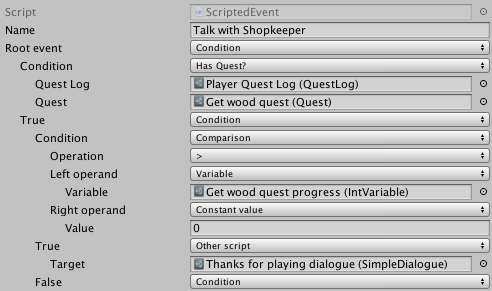 Script ScriptedEvent
Name Talk with Shopkeeper
Root event Condition
Condition Has Quest?
Quest Log Player Quest Log (QuestLog)
Quest Get wood quest (Quest)
True Condition
Condition Comparison
Operation >
Left operand Variable
Variable Get wood quest progress (IntVariable)
Right operand Constant value
Value 0
True Other script
Target Thanks for playing dialogue (SimpleDialogue)
False Condition